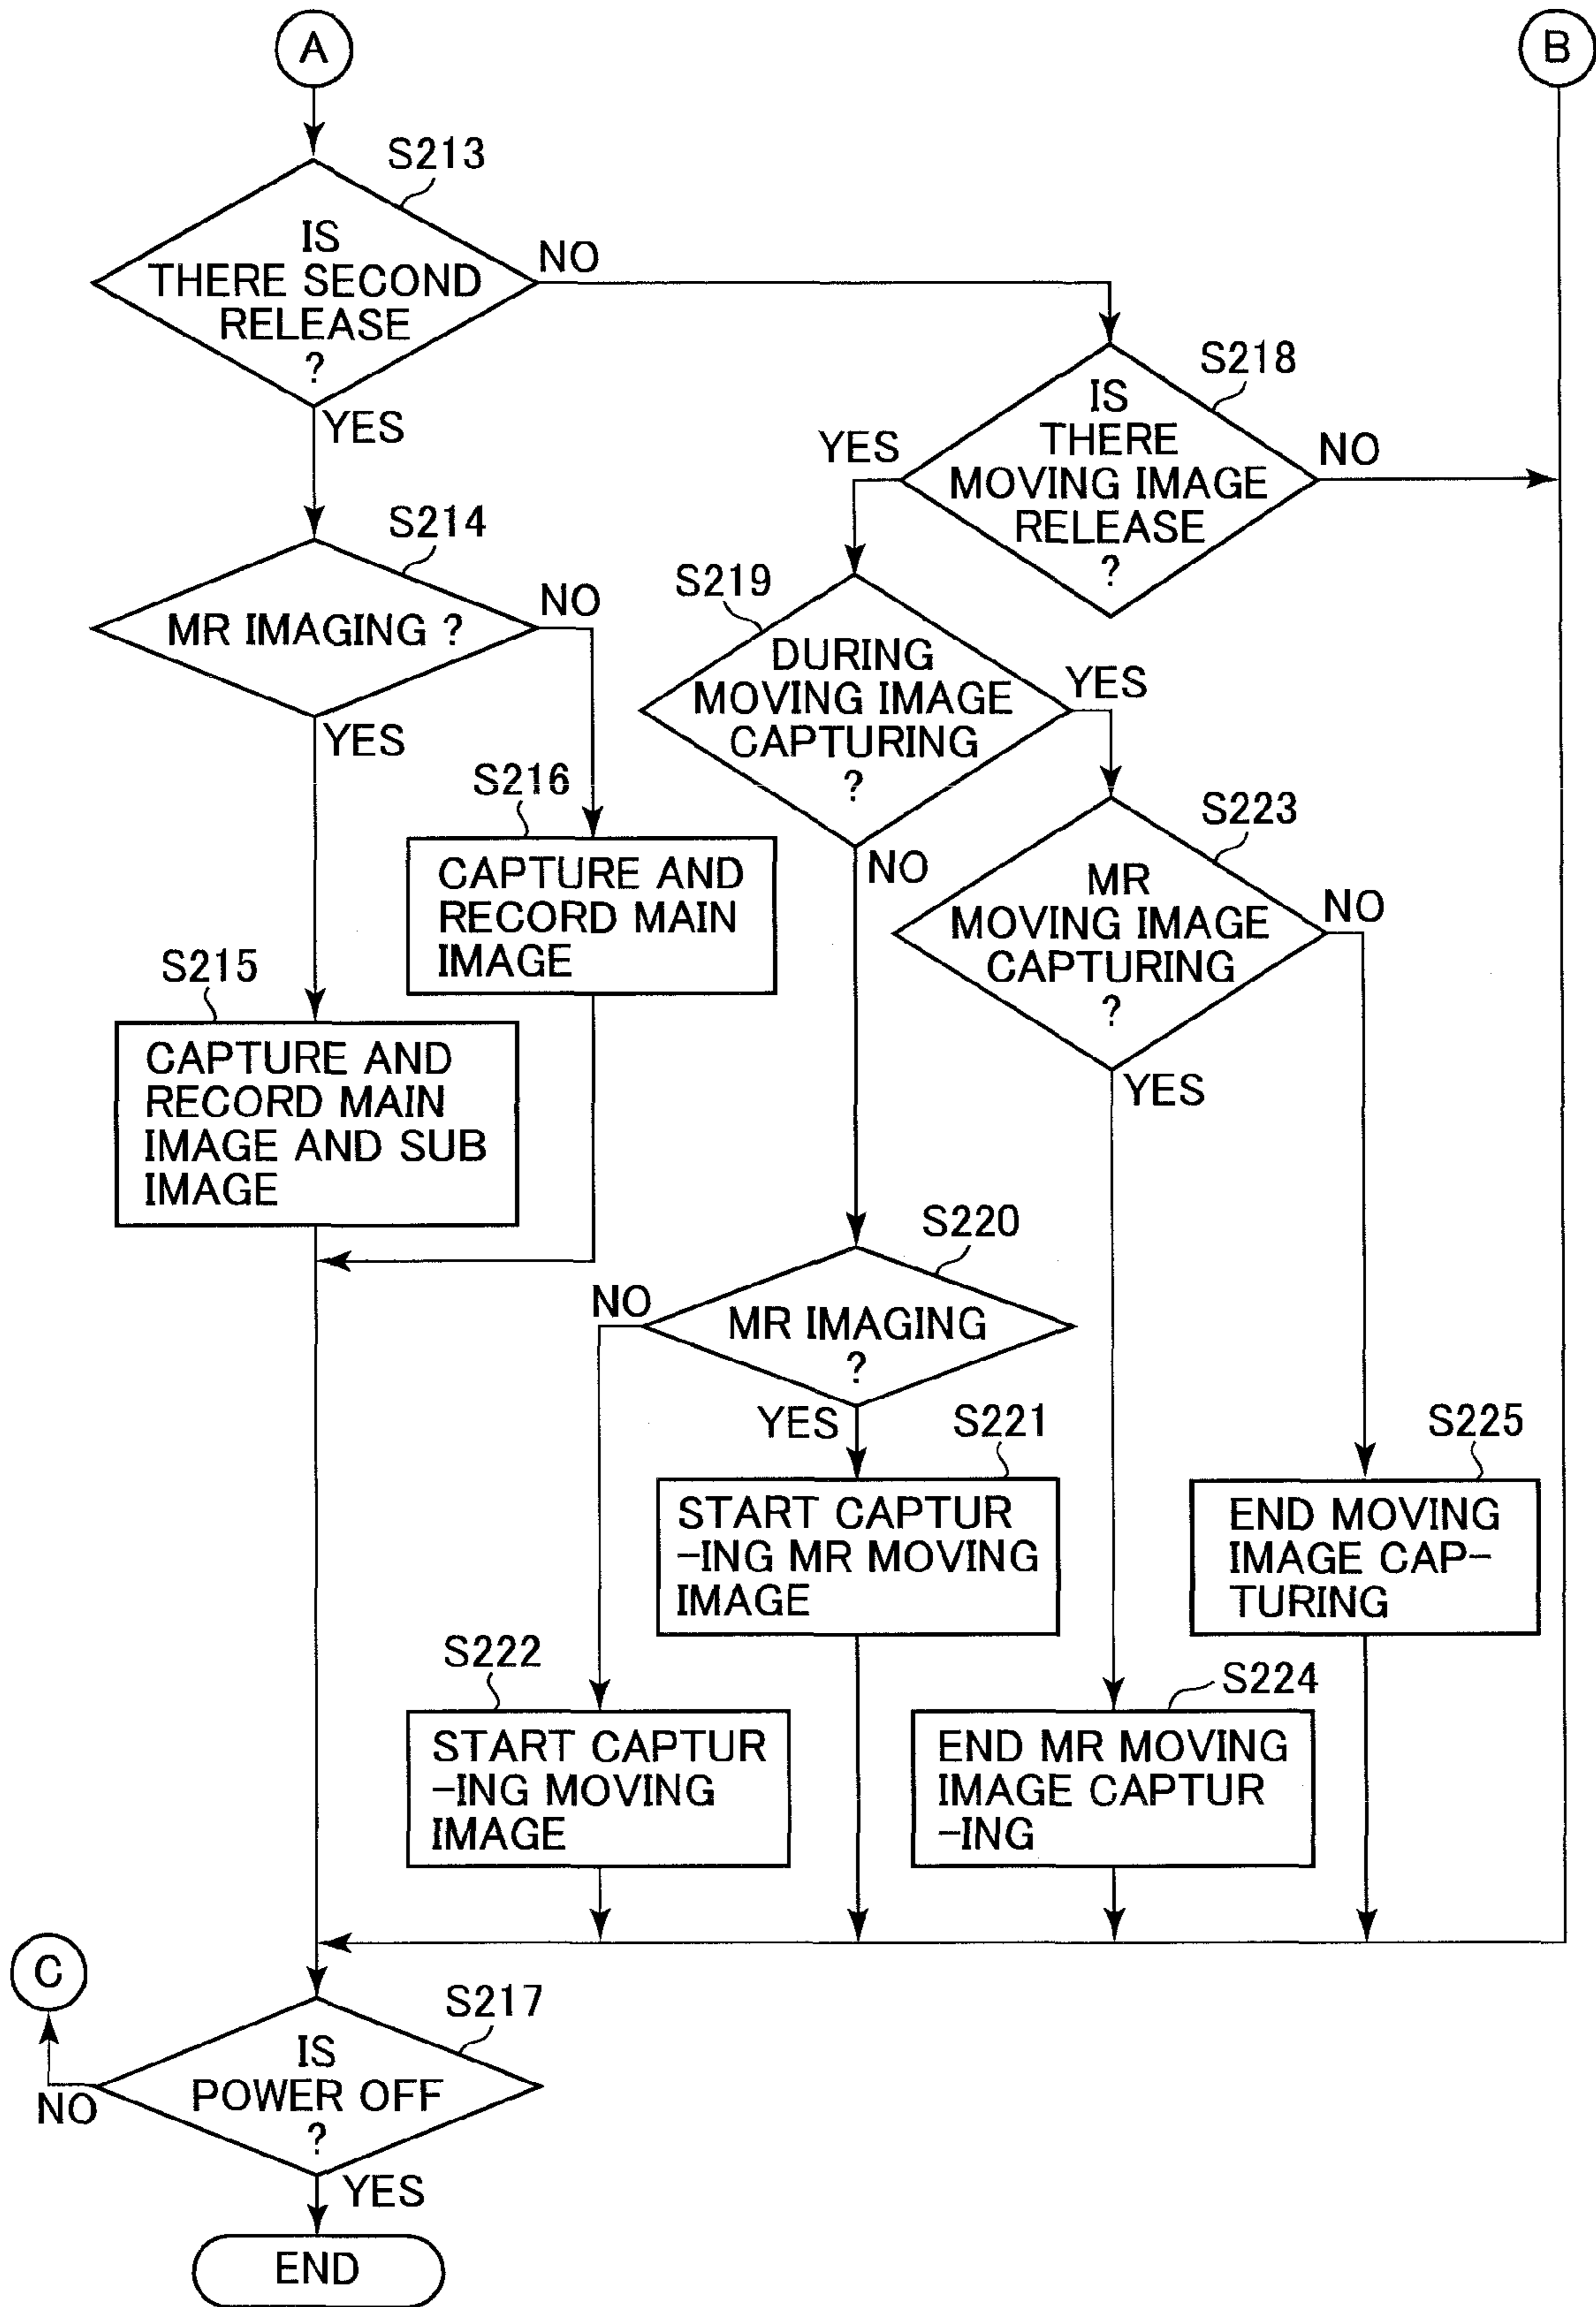 A
B
S213
IS
THERE SECOND
RELEASE
?
NO
YES
S218
IS
THERE
MOVING IMAGE
RELEASE
?
YES
NO
S214
MR IMAGING ?
NO
YES
S219
DURING
MOVING IMAGE
CAPTURING
?
YES
NO
S216
CAPTURE AND
RECORD MAIN
IMAGE
S223
MR
MOVING IMAGE
CAPTURING
?
NO
YES
S215
CAPTURE AND
RECORD MAIN
IMAGE AND SUB
IMAGE
S220
MR IMAGING
?
NO
YES
S221
START CAPTUR
-ING MR MOVING
IMAGE
S225
END MOVING
IMAGE CAP-
TURING
S222
START CAPTUR
-ING MOVING
IMAGE
S224
END MR MOVING
IMAGE CAPTUR
-ING
C
S217
IS
POWER OFF
?
NO
YES
END